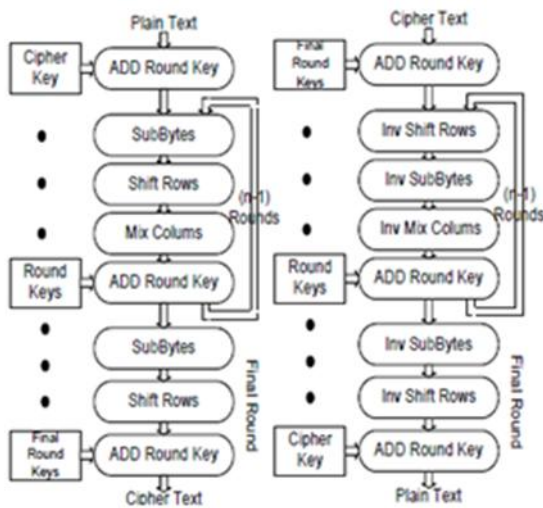 Plain Text
Cipher
Key
ADD Round Key
SubBytes
Shift Rows
Mix Colums
(n-1)
Rounds
Round
Keys
ADD Round Key
SubBytes
Shift Rows
Final Round
Final
Round
Keys
ADD Round Key
Cipher Text
Cipher Text
Final
Round
Keys
ADD Round Key
Inv Shift Rows
Inv SubBytes
Inv Mix Colums
(n-1)
Rounds
Round
Keys
ADD Round Key
Inv SubBytes
Inv Shift Rows
Final Round
Cipher
Key
ADD Round Key
Plain Text